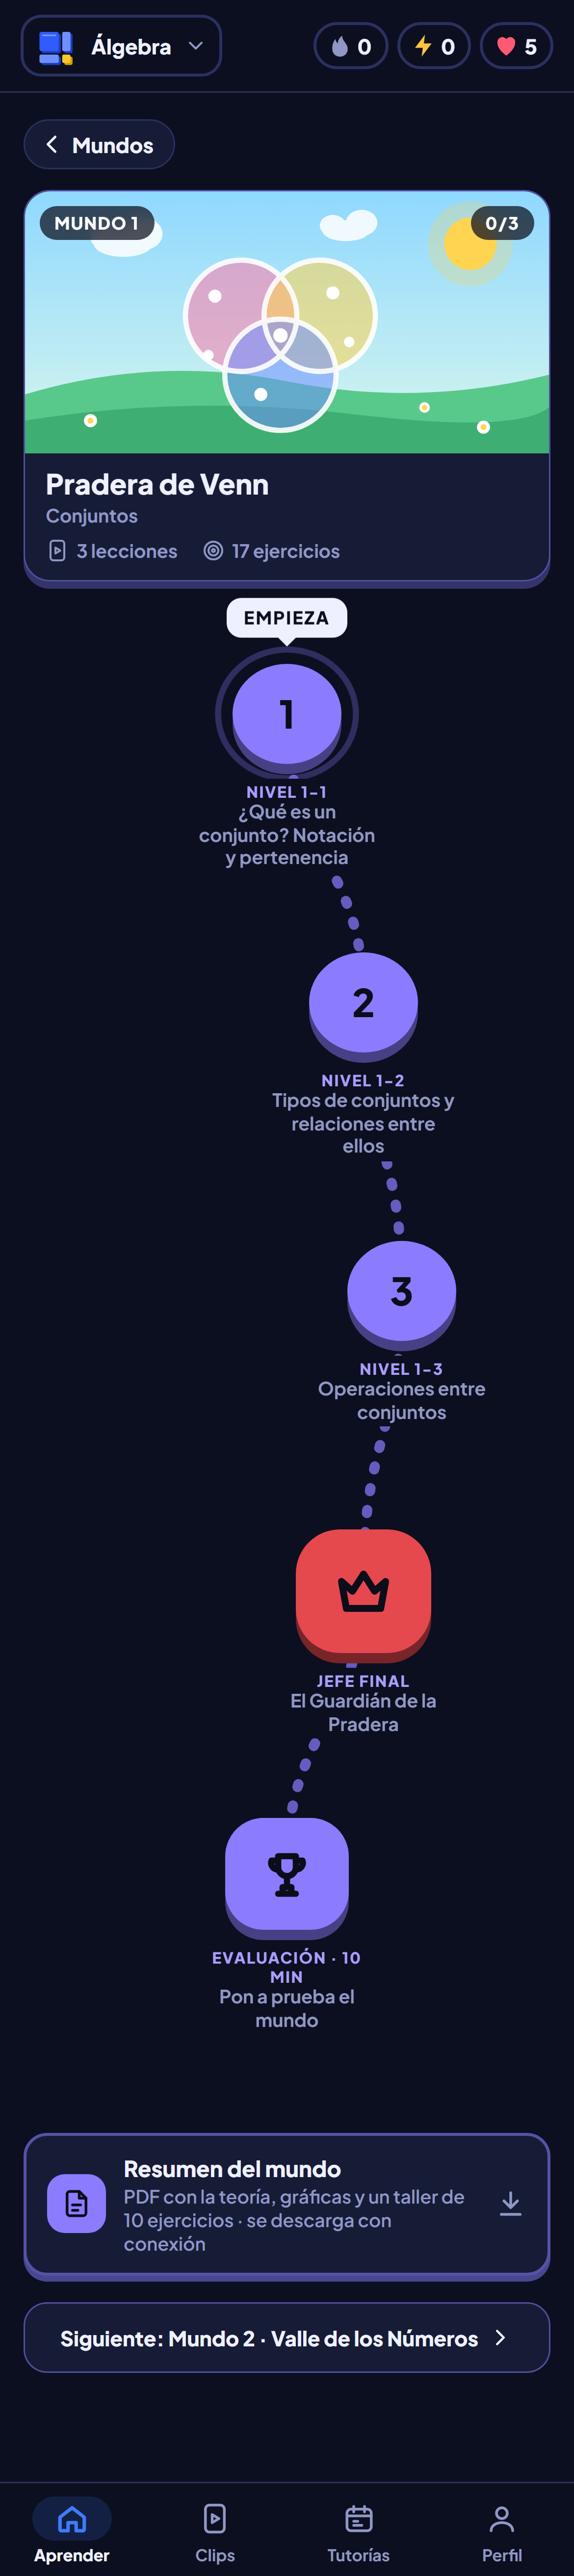 Álgebra
0
0
5
Mundos
MUNDO 1
0/3
Pradera de Venn
Conjuntos
3 lecciones
17 ejercicios
EMPIEZA
1
NIVEL 1-1
¿Qué es un
conjunto? Notación
y pertenencia
2
NIVEL 1-2
Tipos de conjuntos y
relaciones entre
ellos
3
NIVEL 1-3
Operaciones entre
conjuntos
JEFE FINAL
El Guardián de la
Pradera
EVALUACIÓN · 10
MIN
Pon a prueba el
mundo
Resumen del mundo
PDF con la teoría, gráficas y un taller de
10 ejercicios · se descarga con
conexión
Siguiente: Mundo 2 · Valle de los Números
Aprender
Clips
Tutorías
Perfil